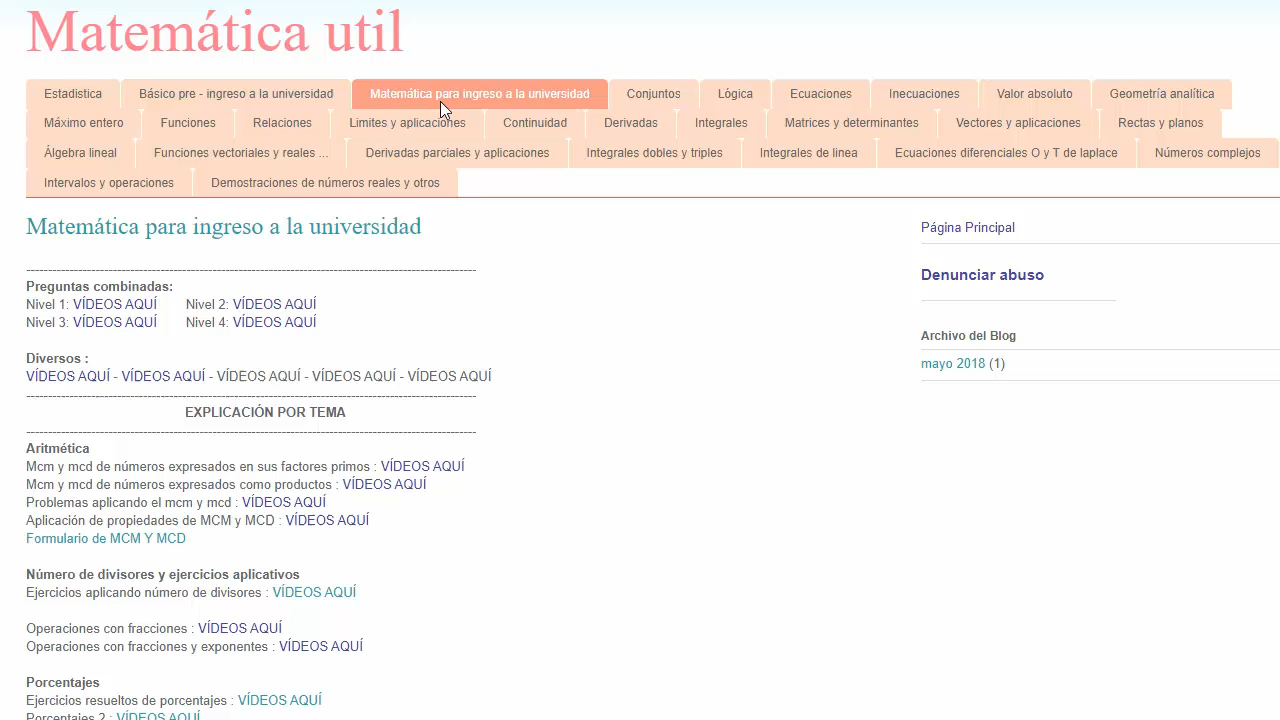 Matemática util
Estadistica Básico pre - ingreso a la universidad Matemática para ingreso a la universidad Conjuntos Lógica Ecuaciones Inecuaciones Valor absoluto Geometría analítica
Máximo entero Funciones Relaciones Limites y aplicaciones Continuidad Derivadas Integrales Matrices y determinantes Vectores y aplicaciones Rectas y planos
Álgebra lineal Funciones vectoriales y reales ... Derivadas parciales y aplicaciones Integrales dobles y triples Integrales de linea Ecuaciones diferenciales O y T de laplace Números complejos
Intervalos y operaciones Demostraciones de números reales y otros
Matemática para ingreso a la universidad
Preguntas combinadas:
Nivel 1: VÍDEOS AQUÍ Nivel 2: VÍDEOS AQUÍ
Nivel 3: VÍDEOS AQUÍ Nivel 4: VÍDEOS AQUÍ
Diversos :
VÍDEOS AQUÍ - VÍDEOS AQUÍ - VÍDEOS AQUÍ - VÍDEOS AQUÍ - VÍDEOS AQUÍ
EXPLICACIÓN POR TEMA
Aritmética
Mcm y mcd de números expresados en sus factores primos : VÍDEOS AQUÍ
Mcm y mcd de números expresados como productos : VÍDEOS AQUÍ
Problemas aplicando el mcm y mcd : VÍDEOS AQUÍ
Aplicación de propiedades de MCM y MCD : VÍDEOS AQUÍ
Formulario de MCM Y MCD
Número de divisores y ejercicios aplicativos
Ejercicios aplicando número de divisores : VÍDEOS AQUÍ
Operaciones con fracciones : VÍDEOS AQUÍ
Operaciones con fracciones y exponentes : VÍDEOS AQUÍ
Porcentajes
Ejercicios resueltos de porcentajes : VÍDEOS AQUÍ
Porcentajes 2 : VÍDEOS AQUÍ
Página Principal
Denunciar abuso
Archivo del Blog
mayo 2018 (1)